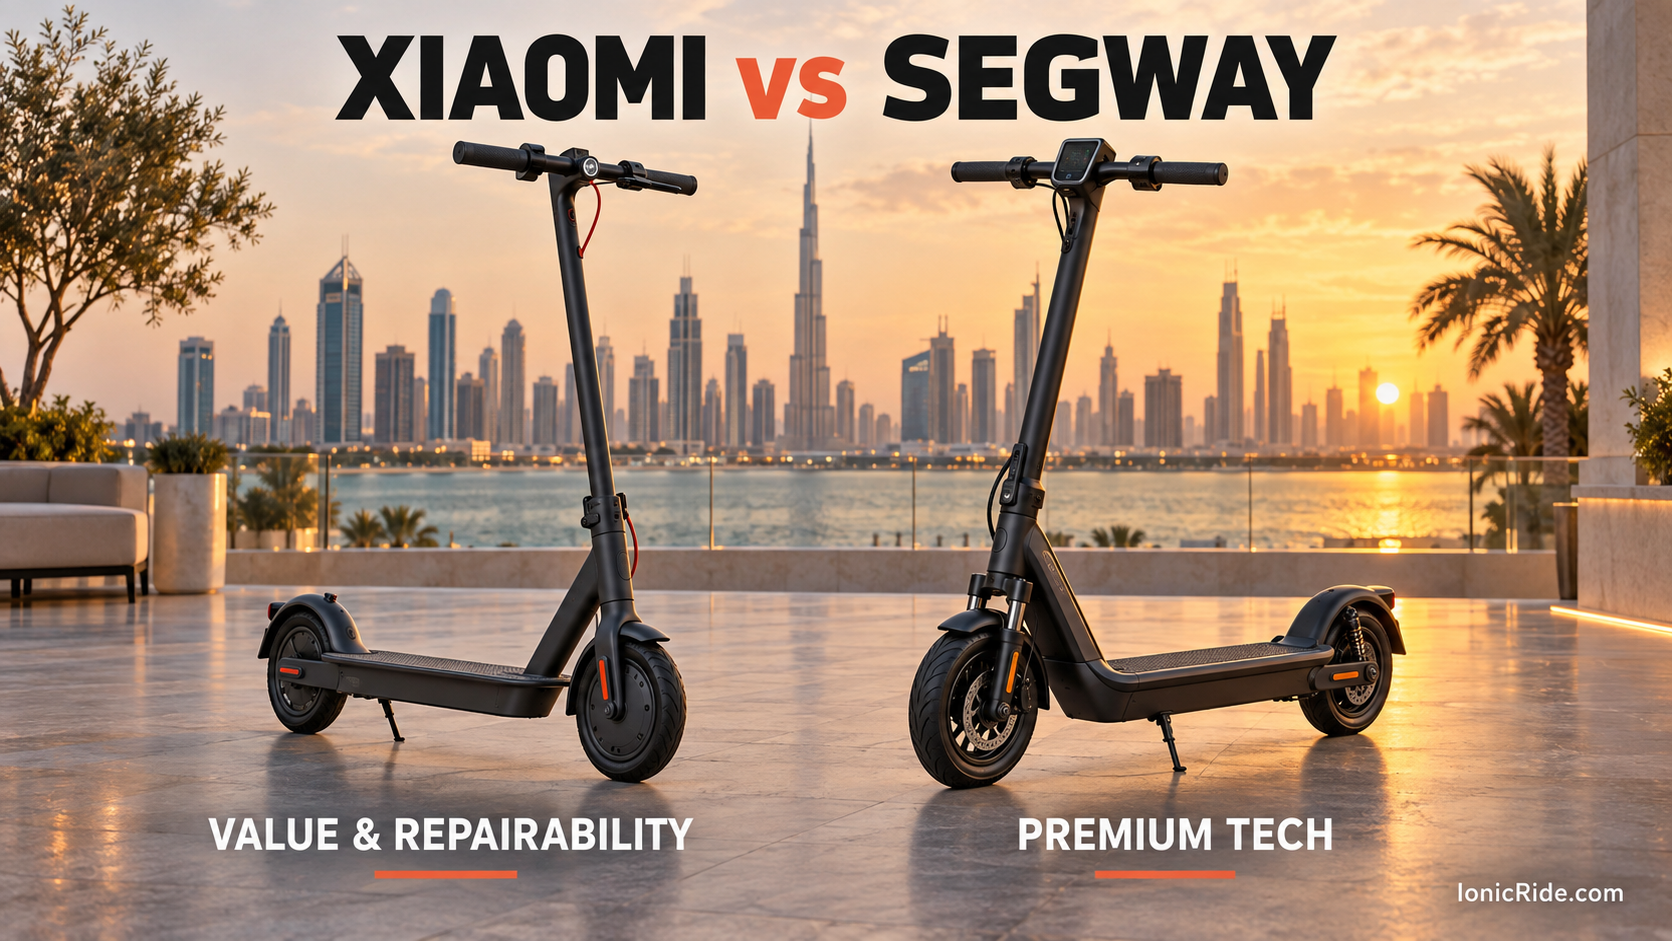 XIAOMI VS SEGWAY
VALUE & REPAIRABILITY
PREMIUM TECH
IonicRide.com